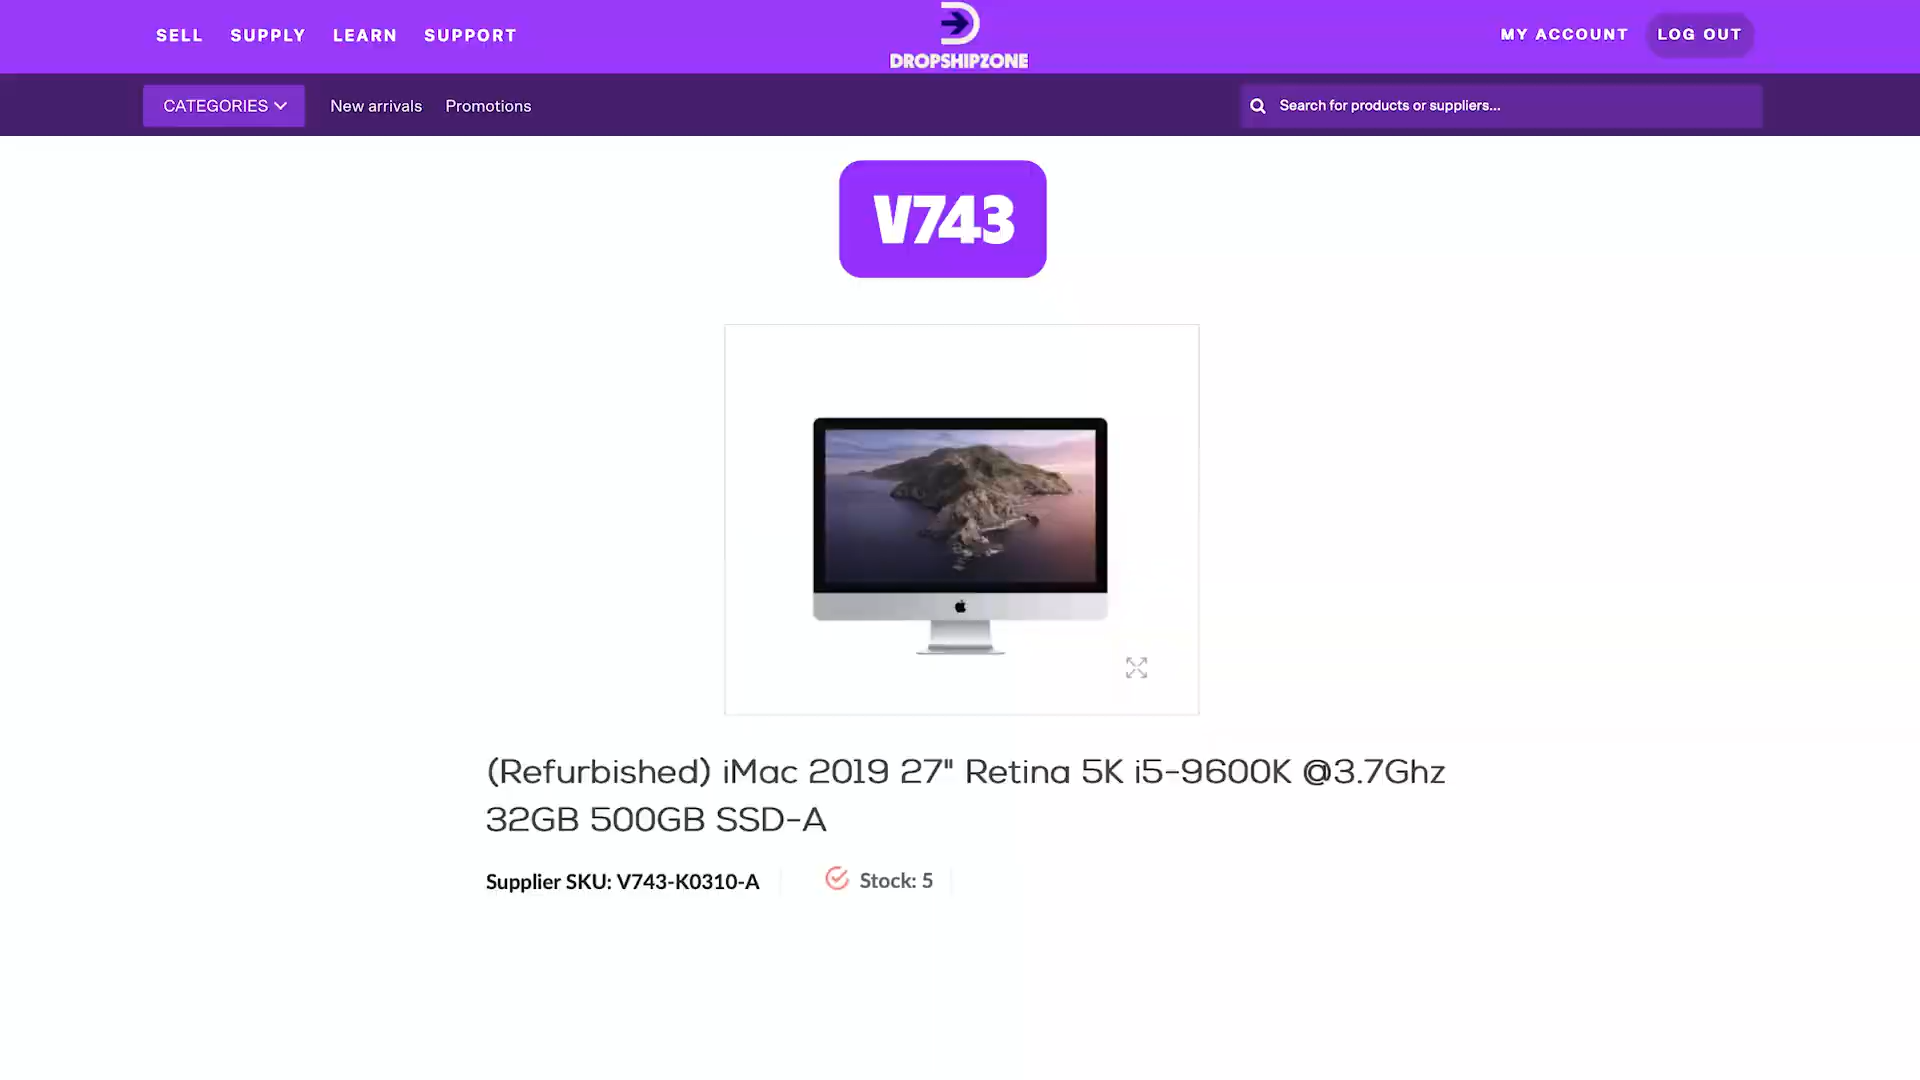 SELL SUPPLY LEARN SUPPORT
DROPSHIPZONE
MY ACCOUNT LOG OUT
CATEGORIES New arrivals Promotions
Search for products or suppliers...
V743
(Refurbished) iMac 2019 27" Retina 5K i5-9600K @3.7Ghz
32GB 500GB SSD-A
Supplier SKU: V743-K0310-A Stock: 5